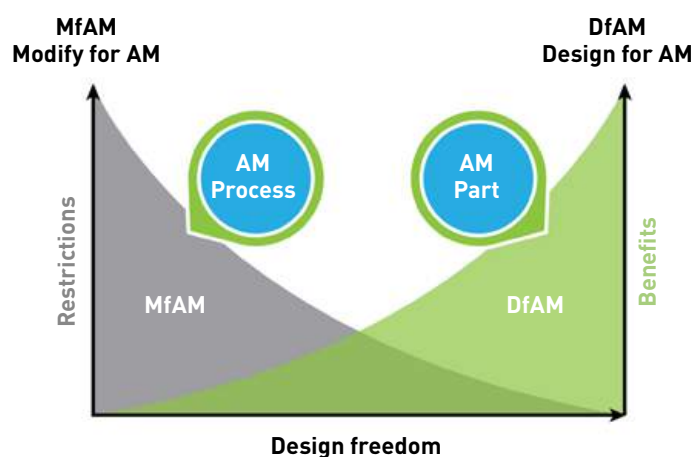 MfAM
Modify for AM
DfAM
Design for AM
AM
Process
AM
Part
Restrictions
MfAM
DfAM
Benefits
Design freedom